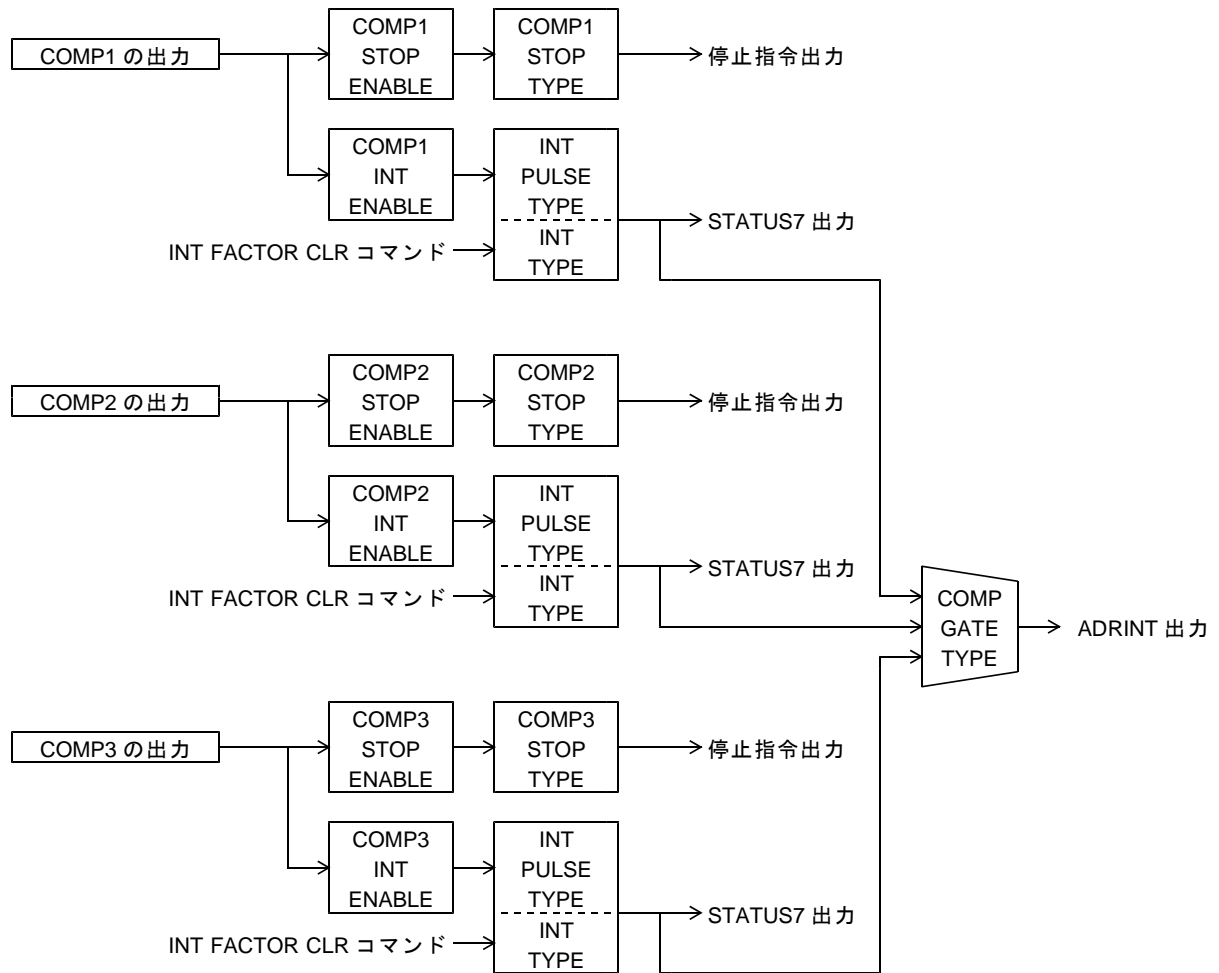 COMP1 の出力
COMP1
STOP
ENABLE
COMP1
STOP
TYPE
停止指令出力
COMP1
INT
ENABLE
INT
PULSE
TYPE
INT
TYPE
INT FACTOR CLR コマンド
STATUS7 出力
COMP2 の出力
COMP2
STOP
ENABLE
COMP2
STOP
TYPE
停止指令出力
COMP2
INT
ENABLE
INT
PULSE
TYPE
INT
TYPE
INT FACTOR CLR コマンド
STATUS7 出力
COMP
GATE
TYPE
ADRINT 出力
COMP3 の出力
COMP3
STOP
ENABLE
COMP3
STOP
TYPE
停止指令出力
COMP3
INT
ENABLE
INT
PULSE
TYPE
INT
TYPE
INT FACTOR CLR コマンド
STATUS7 出力